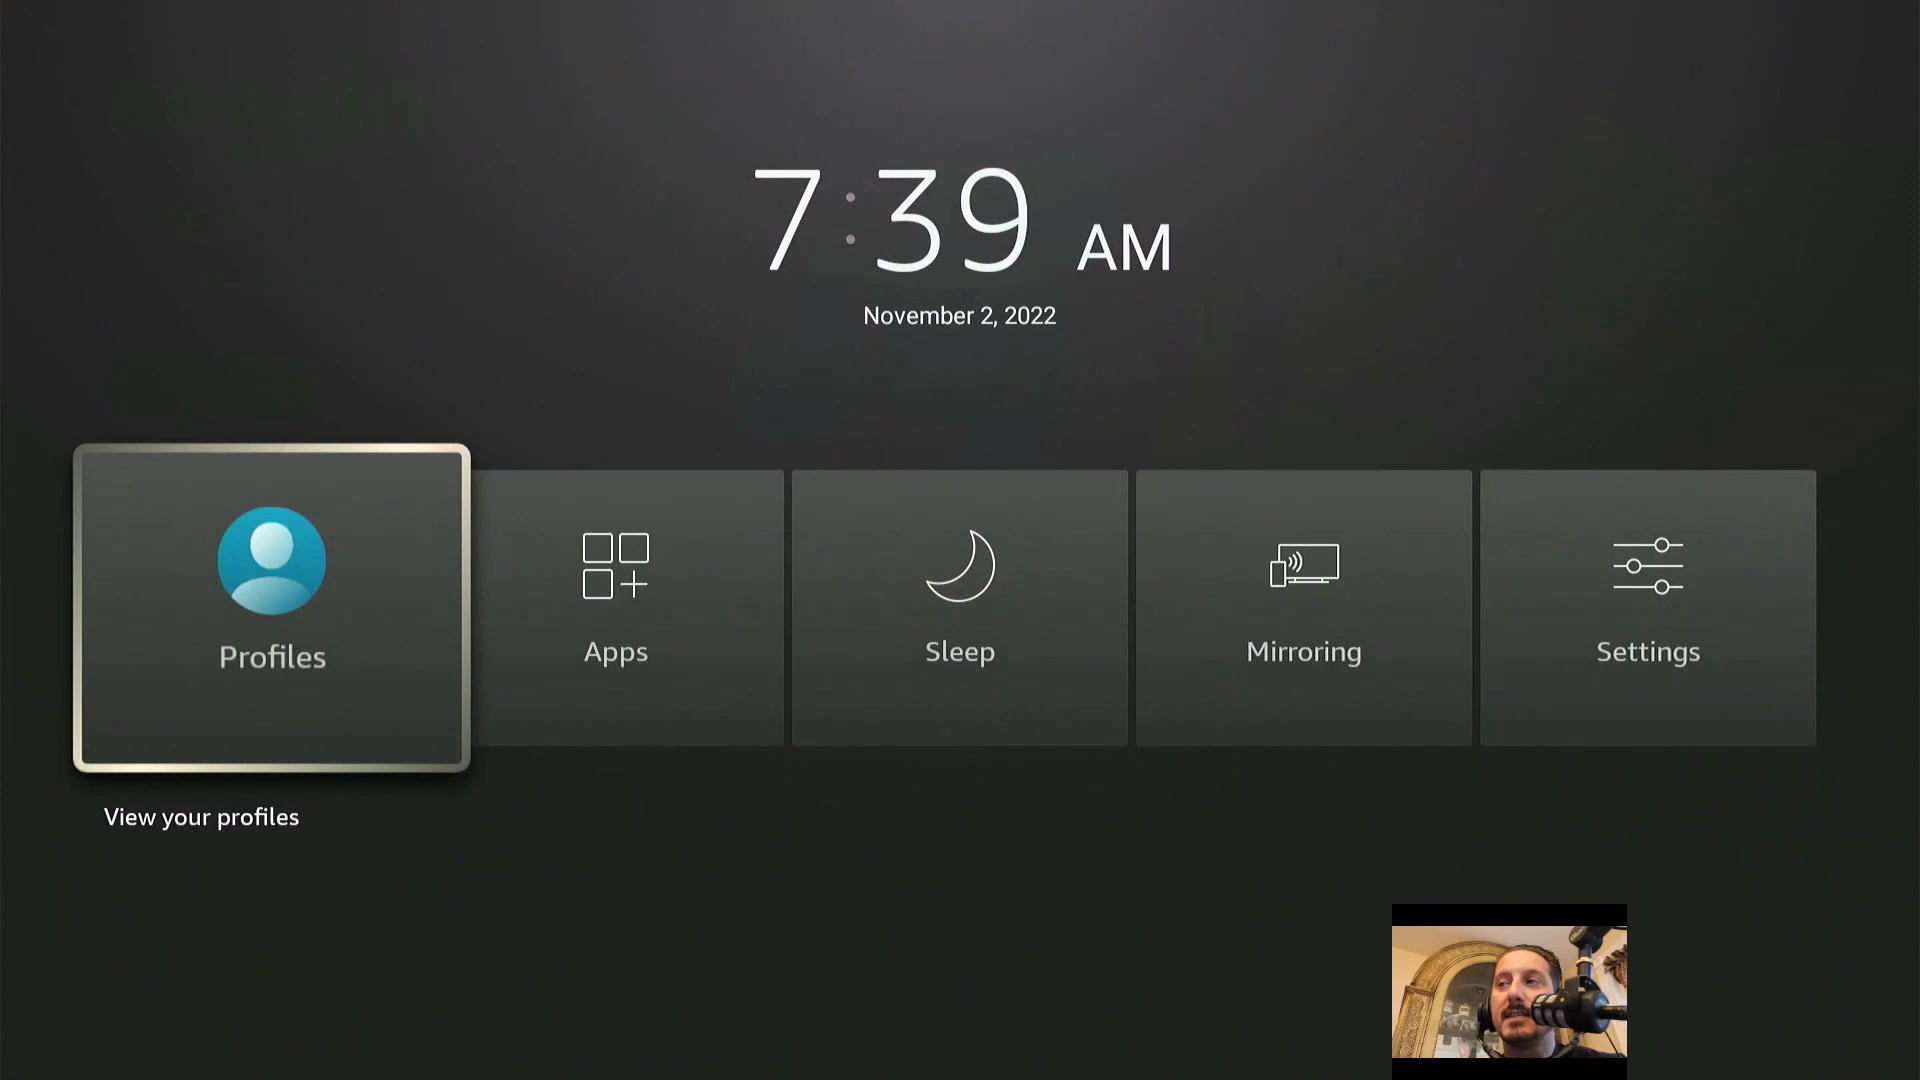 7:39 AM
November 2, 2022
Profiles
Apps
Sleep
Mirroring
Settings
View your profiles